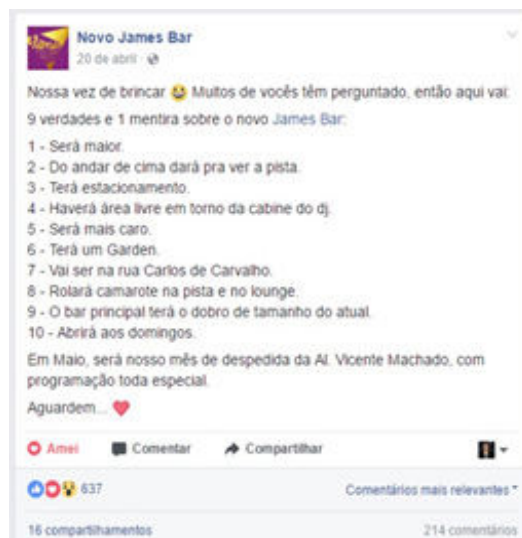 Novo James Bar
20 de abril
Nossa vez de brincar Muitos de vocês têm perguntado, então aqui vai:
9 verdades e 1 mentira sobre o novo James Bar:
1 - Será maior.
2 - Do andar de cima dará pra ver a pista.
3 - Terá estacionamento.
4 - Haverá área livre em torno da cabine do dj.
5 - Será mais caro.
6 - Terá um Garden.
7 - Vai ser na rua Carlos de Carvalho.
8 - Rolará camarote na pista e no lounge.
9 - O bar principal terá o dobro de tamanho do atual.
10 - Abrirá aos domingos.
Em Maio, será nosso mês de despedida da Al. Vicente Machado, com
programação toda especial.
Aguardem...
Amei Comentar Compartilhar
637 Comentários mais relevantes
16 compartilhamentos 214 comentários